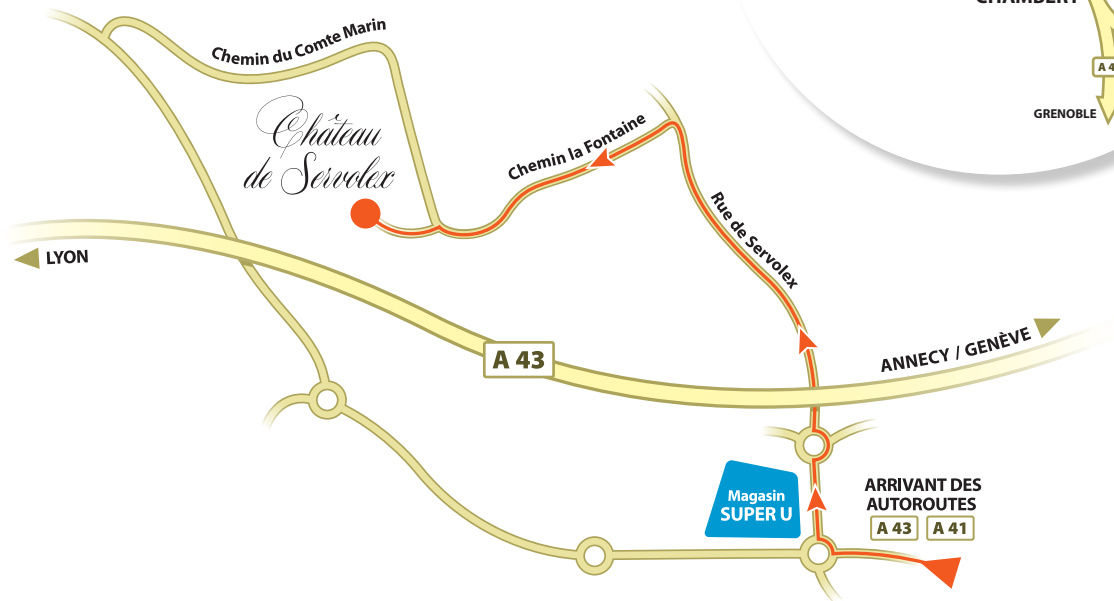 CHAMBERY
A 4
GRENOBLE
Chemin du Comte Marin
Château
de Servolex
Chemin la Fontaine
Rue de Servolex
LYON
A 43
ANNECY / GENÈVE
Magasin
SUPER U
ARRIVANT DES
AUTOROUTES
A 43 A 41